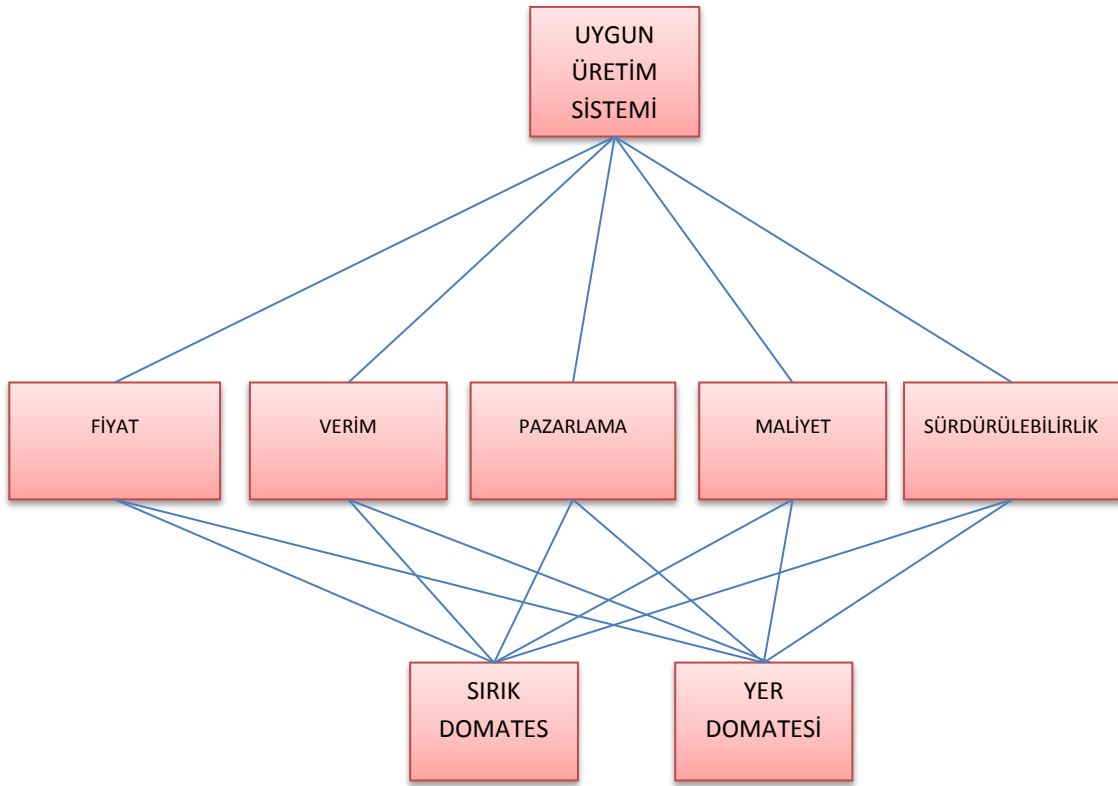 UYGUN
ÜRETİM
SİSTEMİ
FİYAT
VERİM
PAZARLAMA
MALİYET
SÜRDÜRÜLEBİLİRLİK
SIRIK
DOMATES
YER
DOMATESİ